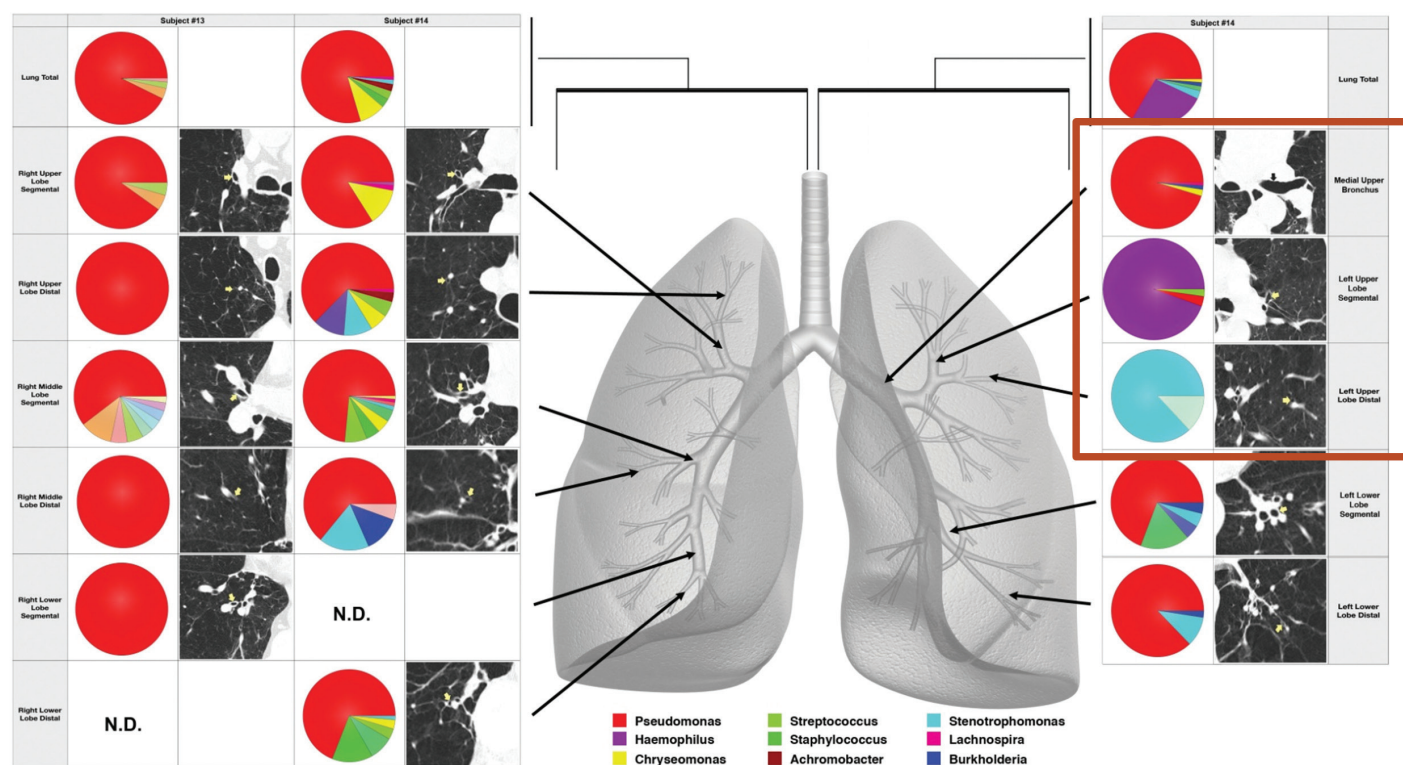 Subject #13
Subject #14
Lung Total
Right Upper
Lobe
Segmental
Right Upper
Lobe Distal
Right Middle
Lobe
Segmental
Right Middle
Lobe Distal
Right Lower
Lobe
Segmental
N.D.
Right Lower
Lobe Distal
N.D.
Subject #14
Lung Total
Medial Upper
Bronchus
Left Upper
Lobe
Segmental
Left Upper
Lobe Distal
Left Lower
Lobe
Segmental
Left Lower
Lobe Distal
Pseudomonas
Haemophilus
Chryseomonas
Streptococcus
Staphylococcus
Achromobacter
Stenotrophomonas
Lachnospira
Burkholderia